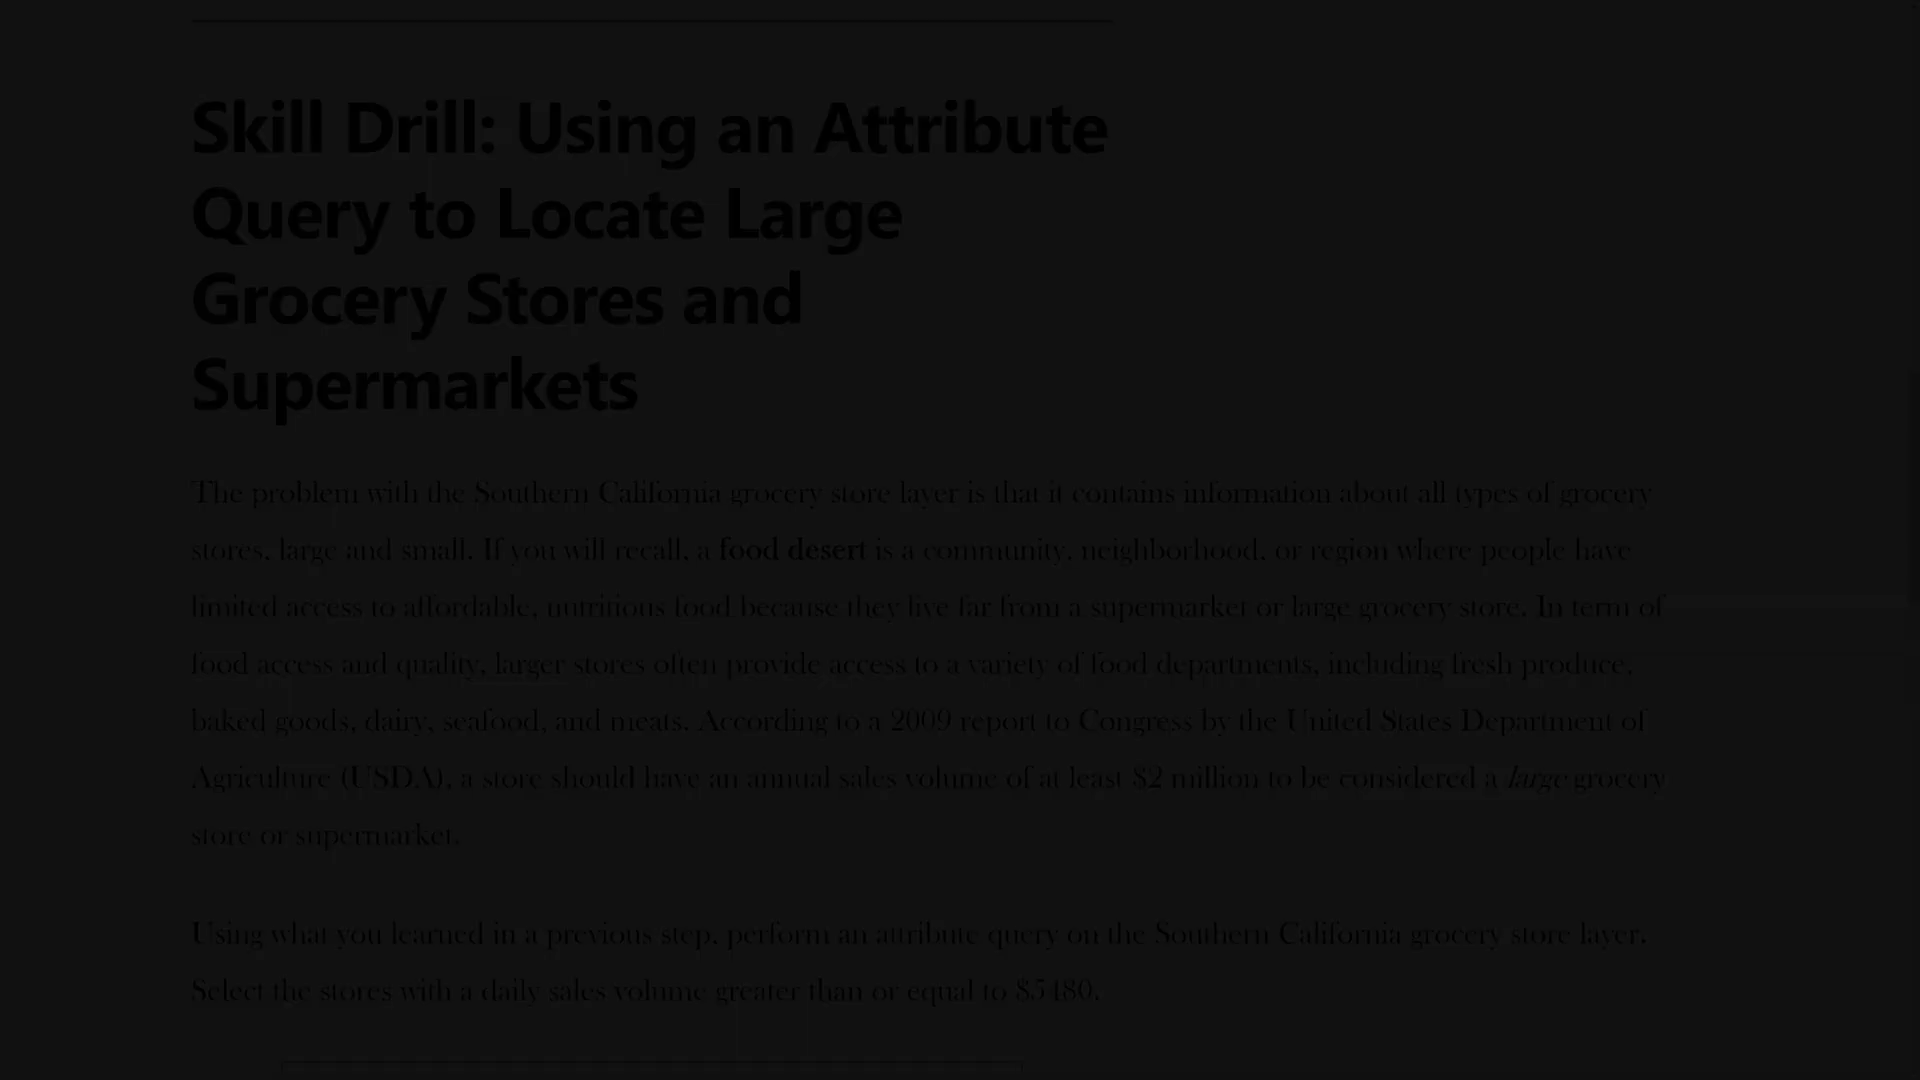 Skill Drill: Using an Attribute
Query to Locate Large
Grocery Stores and
Supermarkets
The problem with the Southern California grocery store layer is that it contains information about all types of grocery
stores, large and small. If you will recall, a food desert is a community, neighborhood, or region where people have
limited access to affordable, nutritious food because they live far from a supermarket or large grocery store. In term of
food access and quality, larger stores often provide access to a variety of food departments, including fresh produce,
baked goods, dairy, seafood, and meats. According to a 2009 report to Congress by the United States Department of
Agriculture (USDA), a store should have an annual sales volume of at least $2 million to be considered a large grocery
store or supermarket.
Using what you learned in a previous step, perform an attribute query on the Southern California grocery store layer.
Select the stores with a daily sales volume greater than or equal to $5480.